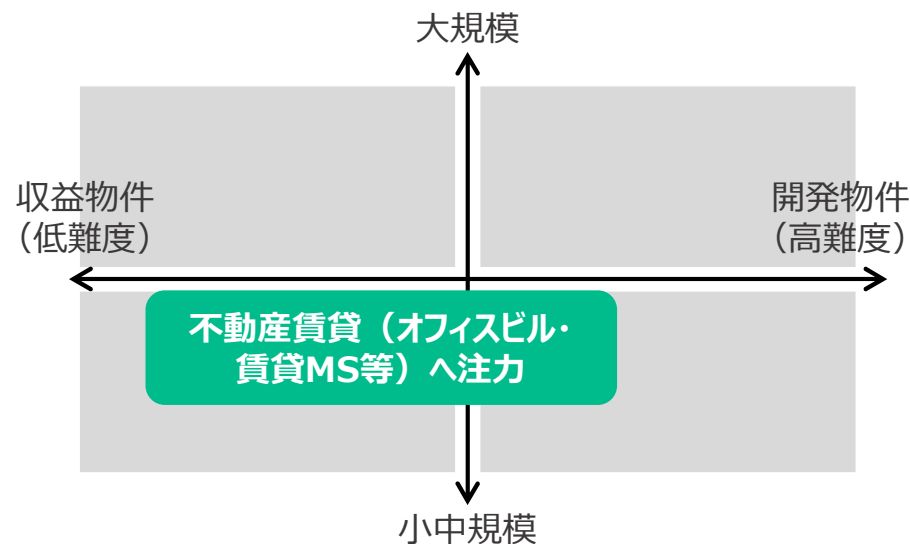 大規模
収益物件
（低難度）
開発物件
（高難度）
不動産賃貸（オフィスビル・
賃貸MS等）へ注力
小中規模